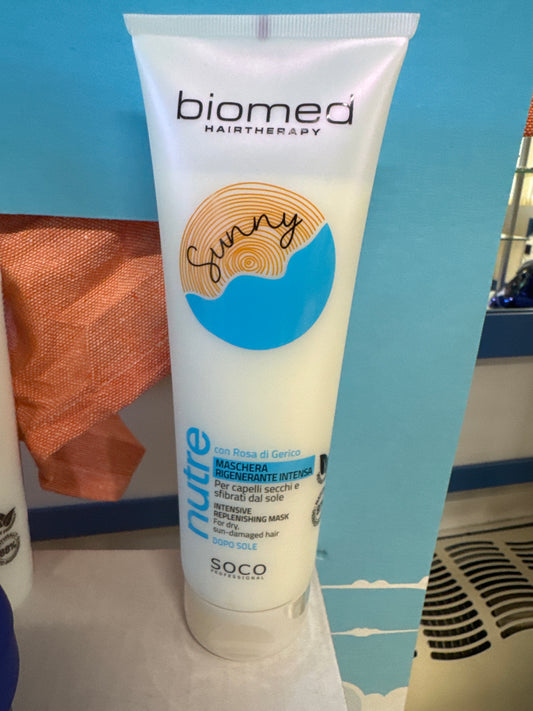 biomed
HAIRTHERAPY
Sunny
nutre
con Rosa di Gerico
MASCHERA
RIGENERANTE INTENSA
Per capelli secchi e
sfibrati dal sole
INTENSIVE
REPLENISHING MASK
For dry,
sun-damaged hair
DOPO SOLE
SOCO
PROFESSIONAL